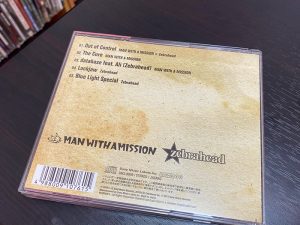 01. Out of Control MAN WITH A MISSION × Zebrahead
02. The Cure MAN WITH A MISSION
03. database feat. Ali (Zebrahead) MAN WITH A MISSION
04. Lockjaw Zebrahead
05. Blue Light Special Zebrahead
MAN WITH A MISSION zebrahead